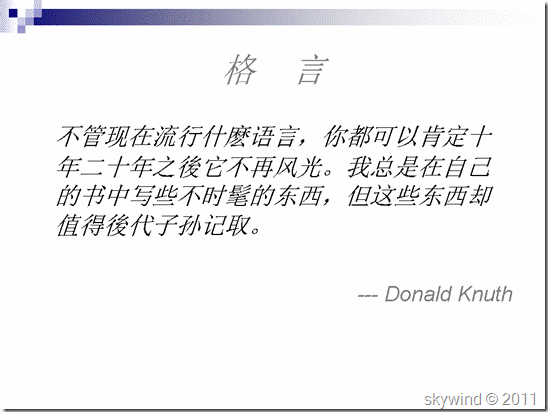 格 言
不管现在流行什麽语言，你都可以肯定十
年二十年之後它不再风光。我总是在自己
的书中写些不时髦的东西，但这些东西却
值得後代子孙记取。
--- Donald Knuth
skywind © 2011